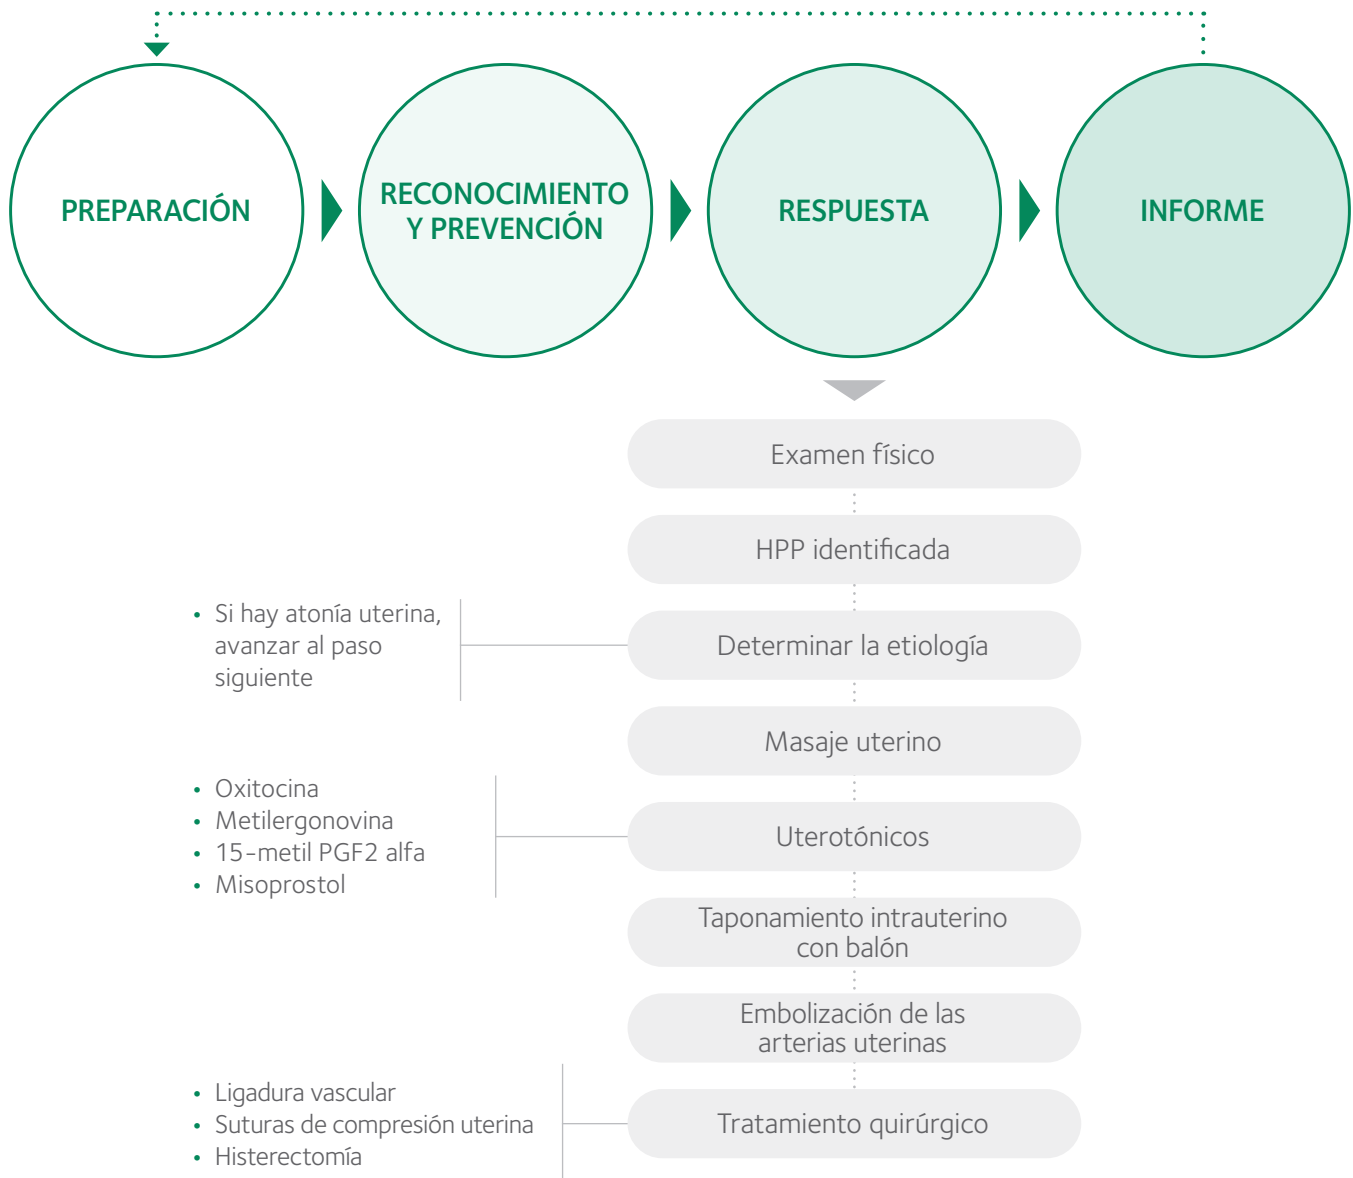 PREPARACIÓN
RECONOCIMIENTO
Y PREVENCIÓN
RESPUESTA
INFORME
Examen físico
HPP identificada
• Si hay atonía uterina,
avanzar al paso
siguiente
Determinar la etiología
Masaje uterino
• Oxitocina
• Metilergonovina
• 15-metil PGF2 alfa
• Misoprostol
Uterotónicos
Taponamiento intrauterino
con balón
Embolización de las
arterias uterinas
• Ligadura vascular
• Suturas de compresión uterina
• Histerectomía
Tratamiento quirúrgico